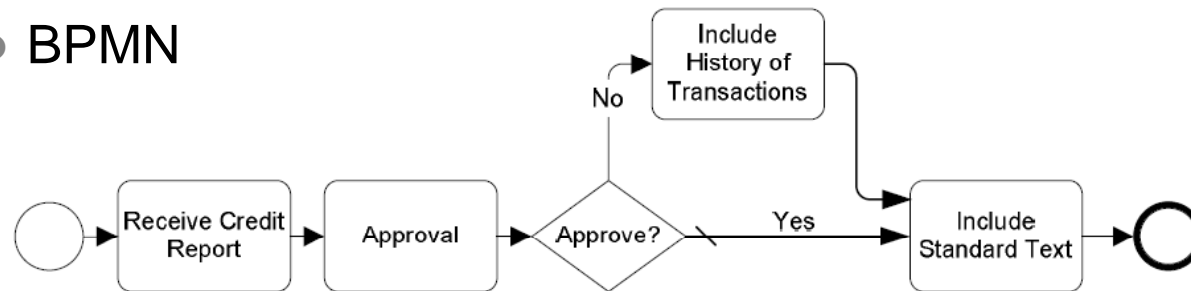 BPMN
Include
History of
Transactions
No
Receive Credit
Report
Approval
Approve?
Yes
Include
Standard Text